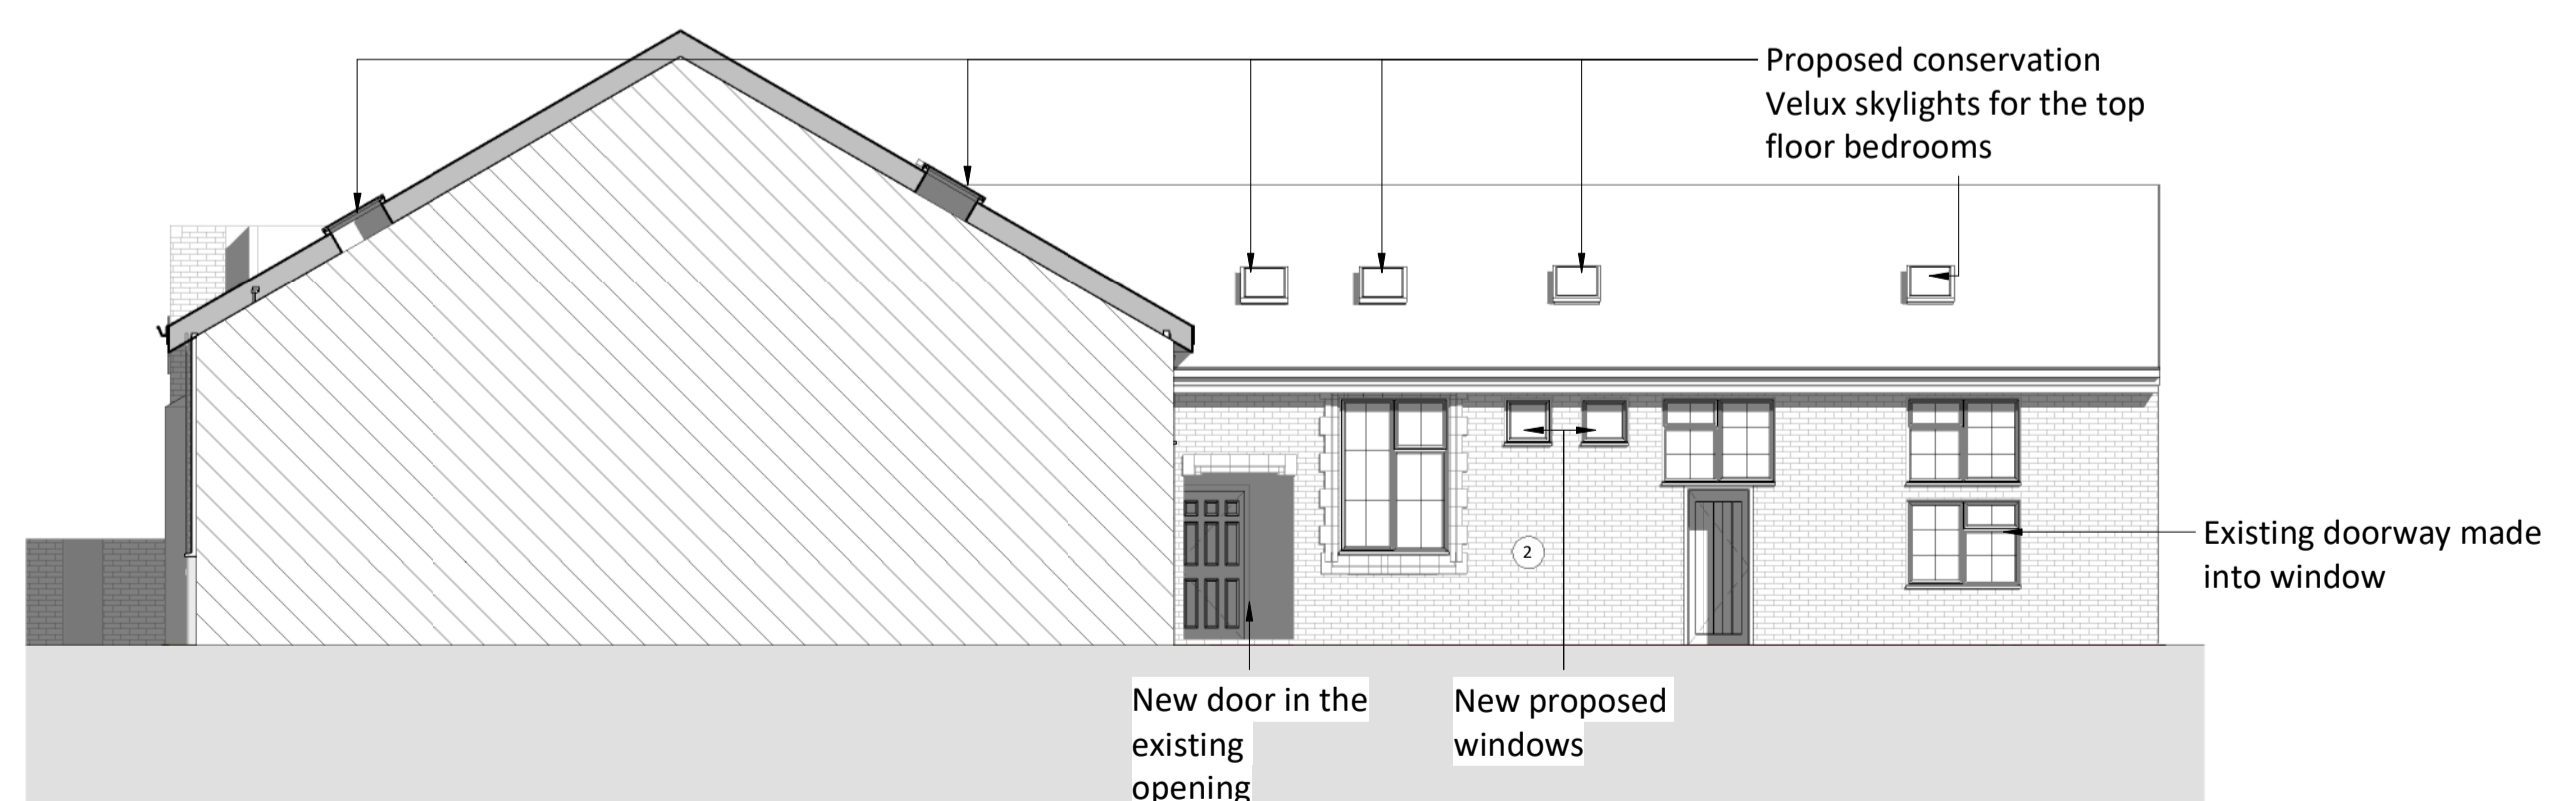 Proposed conservation
Velux skylights for the top
floor bedrooms
2
Existing doorway made
into window
New door in the
existing
opening
New proposed
windows